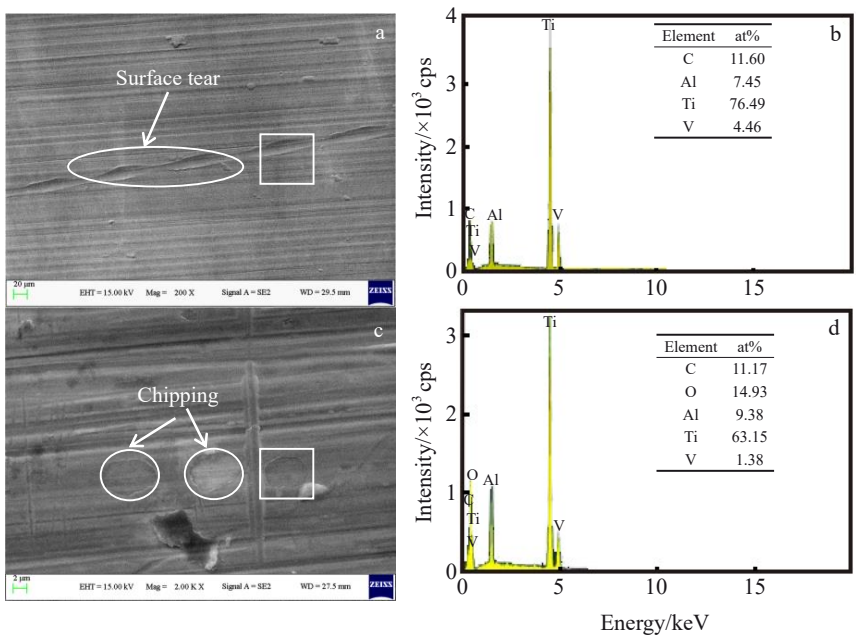 a
Surface tear
20 μm
EHT = 15.00 kV Mag = 200 X Signal A = SE2 WD = 29.5 mm
ZEISS
b
4
3
2
1
0
Intensity/×10³ cps
Ti
C
Ti
V
Al
V
Element at%
C 11.60
Al 7.45
Ti 76.49
V 4.46
0 5 10 15
c
Chipping
2 μm
EHT = 15.00 kV Mag = 2.00 K X Signal A = SE2 WD = 27.5 mm
ZEISS
d
3
2
1
0
Intensity/×10³ cps
Ti
O
C
Ti
V
Al
V
Element at%
C 11.17
O 14.93
Al 9.38
Ti 63.15
V 1.38
0 5 10 15
Energy/keV